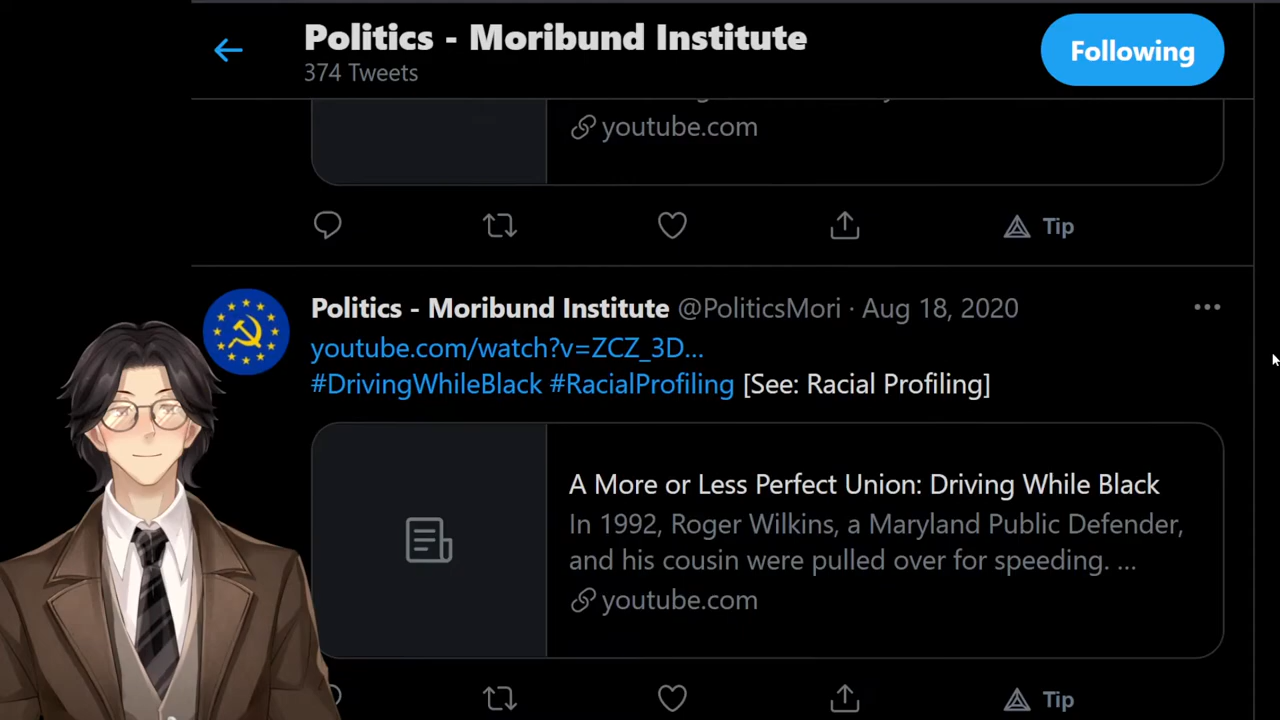 Politics - Moribund Institute
374 Tweets
Following
youtube.com
Tip
Politics - Moribund Institute @PoliticsMori · Aug 18, 2020
youtube.com/watch?v=ZCZ_3D...
#DrivingWhileBlack #RacialProfiling [See: Racial Profiling]
A More or Less Perfect Union: Driving While Black
In 1992, Roger Wilkins, a Maryland Public Defender,
and his cousin were pulled over for speeding. ...
youtube.com
Tip